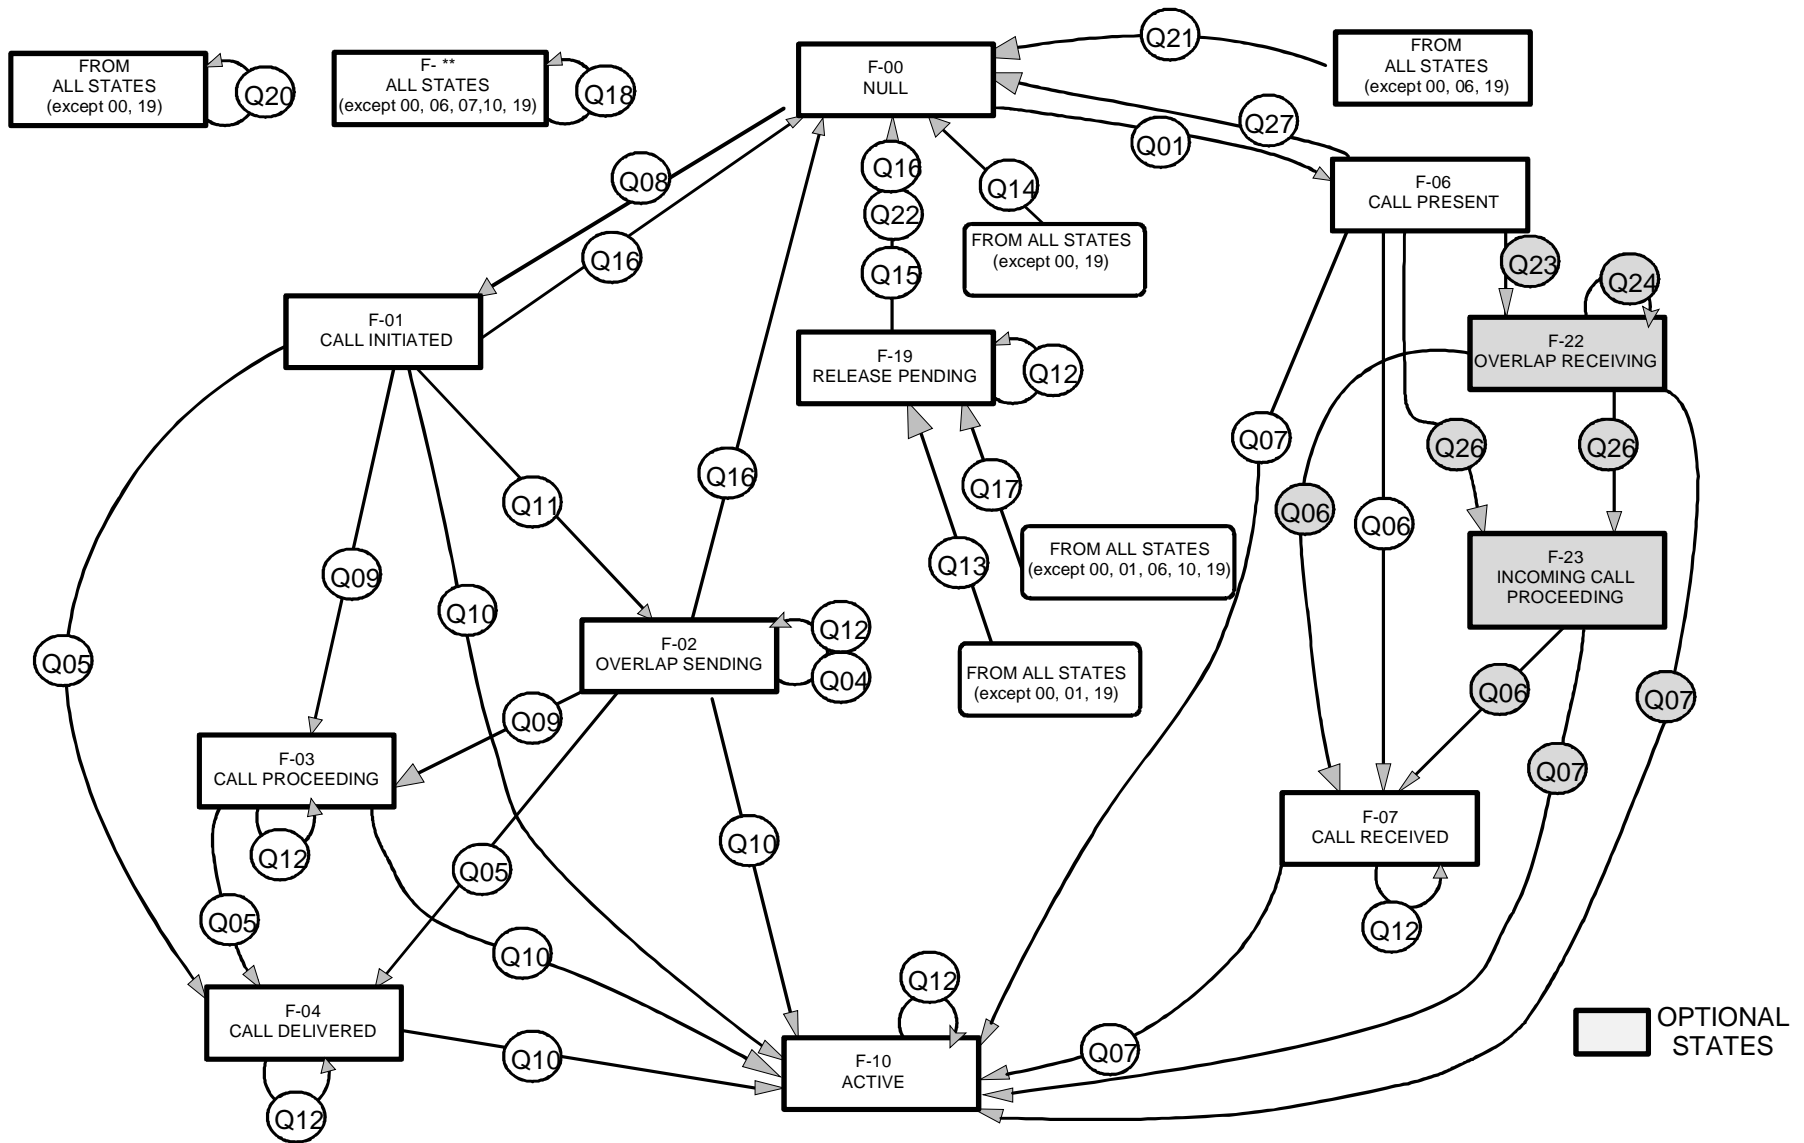 FROM
ALL STATES
(except 00, 19)
Q20
F- **
ALL STATES
(except 00, 06, 07,10, 19)
Q18
F-00
NULL
Q21
FROM
ALL STATES
(except 00, 06, 19)
Q27
Q01
Q08
Q16
Q16
Q22
Q15
Q14
FROM ALL STATES
(except 00, 19)
F-06
CALL PRESENT
Q23
Q24
F-01
CALL INITIATED
F-19
RELEASE PENDING
Q12
F-22
OVERLAP RECEIVING
Q07
Q26
Q26
Q16
Q17
Q11
Q06
Q06
FROM ALL STATES
(except 00, 01, 06, 10, 19)
Q13
F-23
INCOMING CALL
PROCEEDING
Q09
Q10
Q05
F-02
OVERLAP SENDING
Q12
Q04
FROM ALL STATES
(except 00, 01, 19)
Q06
Q07
Q09
F-03
CALL PROCEEDING
Q07
Q12
Q10
Q05
F-07
CALL RECEIVED
Q05
Q12
Q10
Q12
F-04
CALL DELIVERED
Q10
Q07
F-10
ACTIVE
Q12
OPTIONAL
STATES